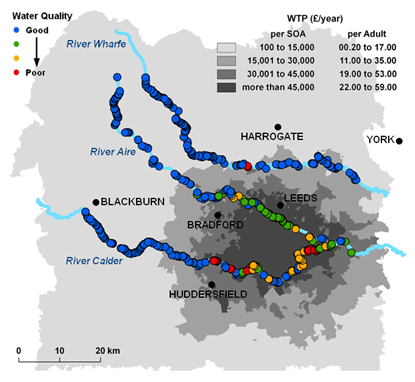 Water Quality
Good
Poor
River Wharfe
WTP (£/year)
per SOA per Adult
100 to 15,000 00.20 to 17.00
15,001 to 30,000 11.00 to 35.00
30,001 to 45,000 19.00 to 53.00
more than 45,000 22.00 to 59.00
HARROGATE
YORK
River Aire
BLACKBURN
LEEDS
BRADFORD
River Calder
HUDDERSFIELD
0 10 20 km